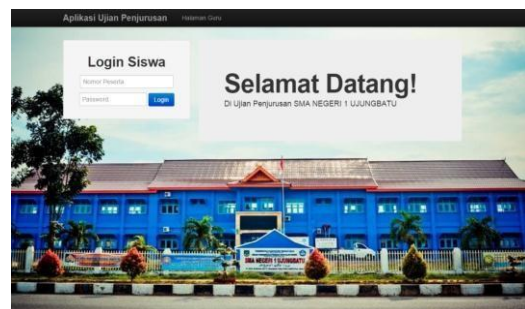 Aplikasi Ujian Penjurusan Halaman Guru
Login Siswa
Nomor Peserta
Password
Login
Selamat Datang!
Di Ujian Penjurusan SMA NEGERI 1 UJUNGBATU
SMA NEGERI 1 UJUNGBATU